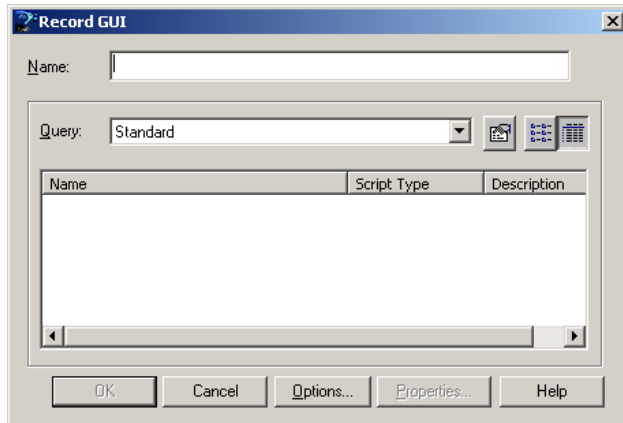 Record GUI
Name:
Query: Standard
Name Script Type Description
OK Cancel Options... Properties... Help